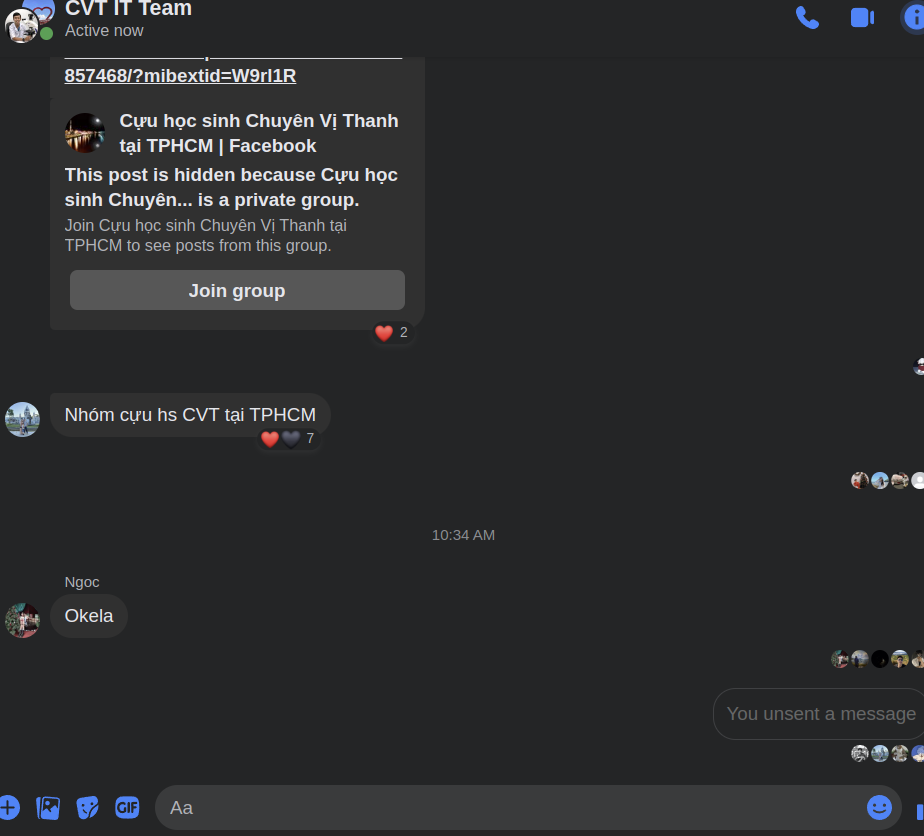 CVT IT Team
Active now
857468/?mibextid=W9rl1R
Cựu học sinh Chuyên Vị Thanh
tại TPHCM | Facebook
This post is hidden because Cựu học
sinh Chuyên... is a private group.
Join Cựu học sinh Chuyên Vị Thanh tại
TPHCM to see posts from this group.
Join group
2
Nhóm cựu hs CVT tại TPHCM
7
10:34 AM
Ngoc
Okela
You unsent a message
GIF
Aa